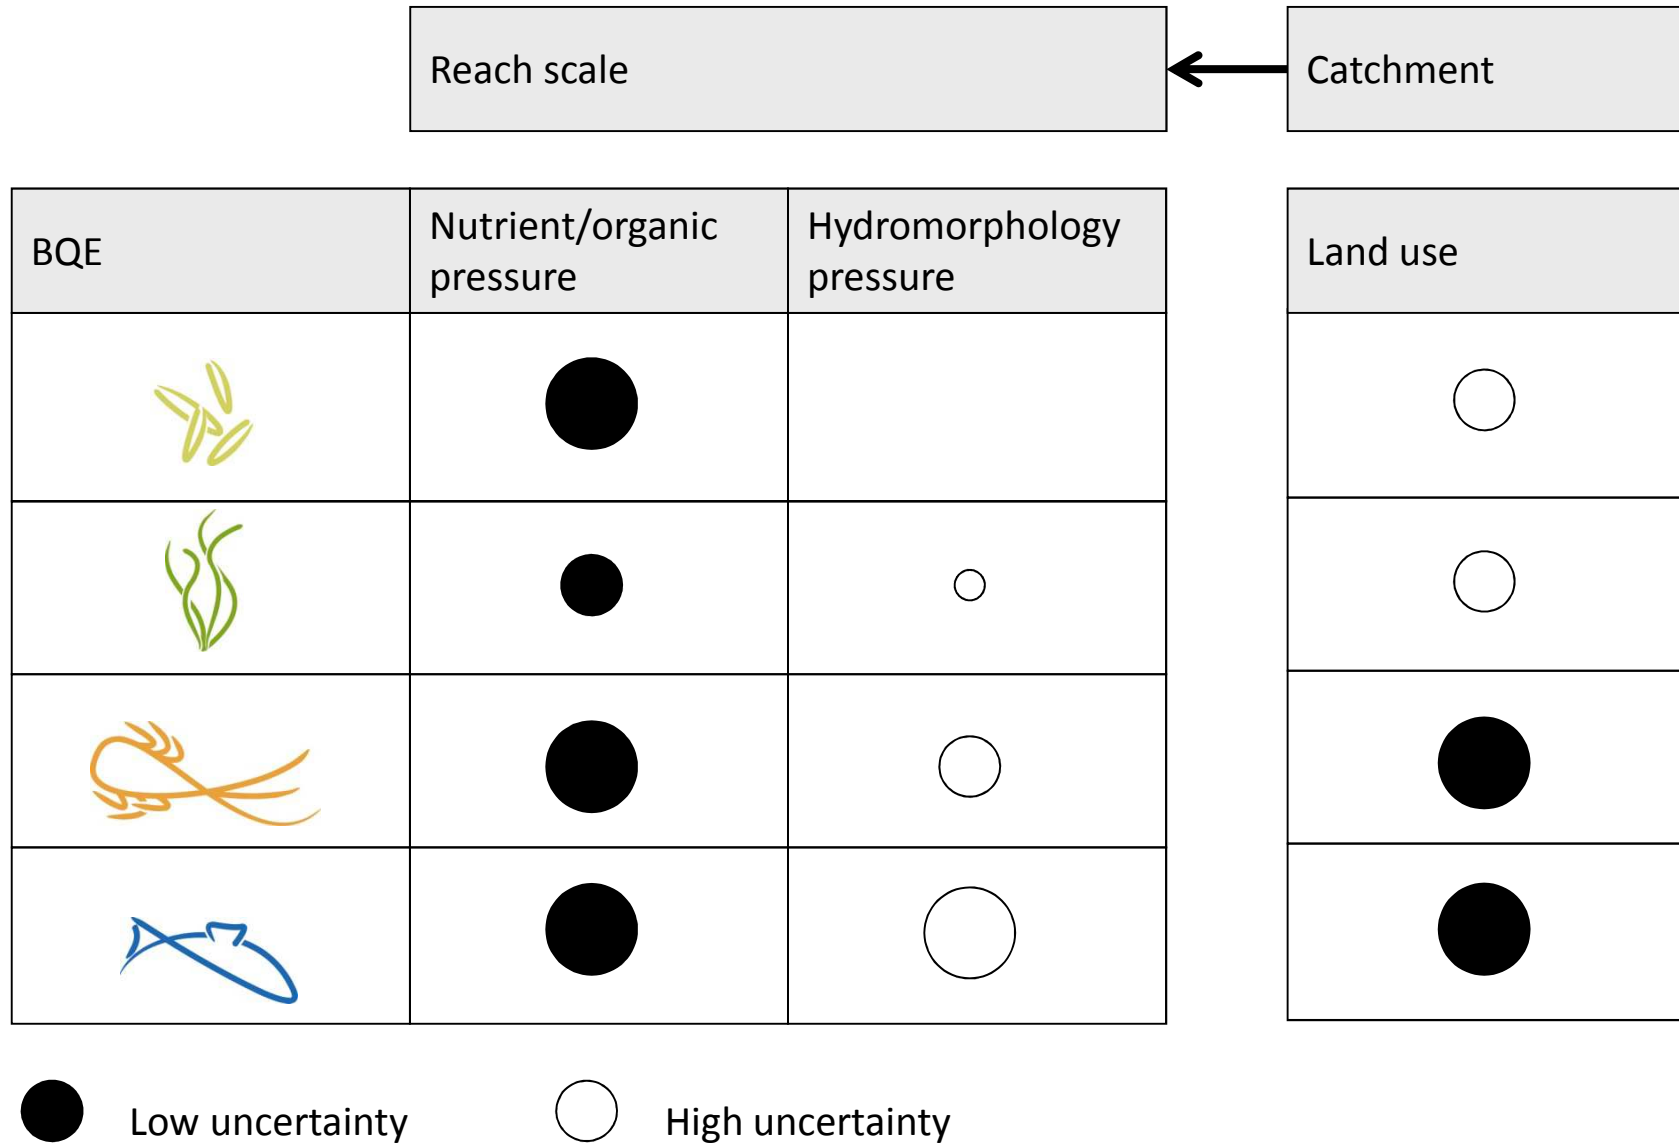 Reach scale
Catchment
BQE
Nutrient/organic
pressure
Hydromorphology
pressure
Land use
Low uncertainty
High uncertainty